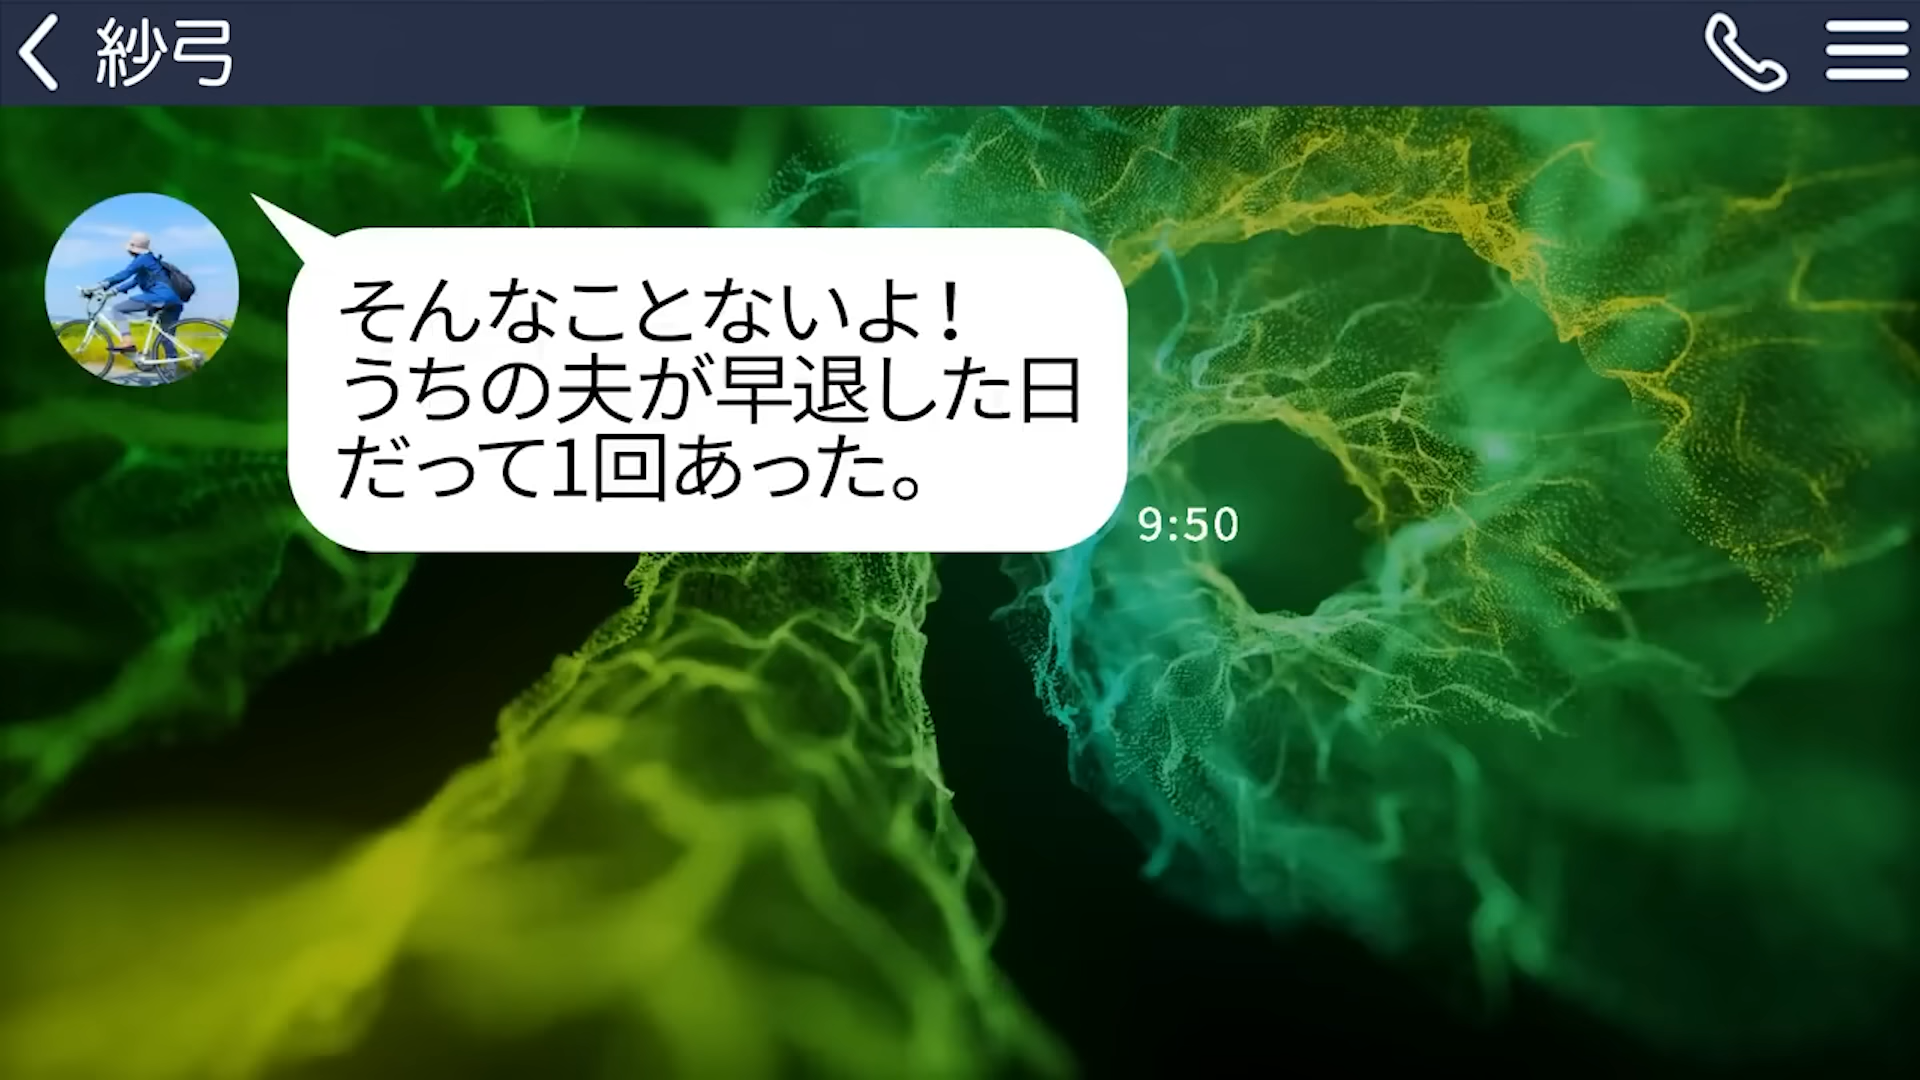 紗弓
そんなことないよ！
うちの夫が早退した日
だって1回あった。
9:50